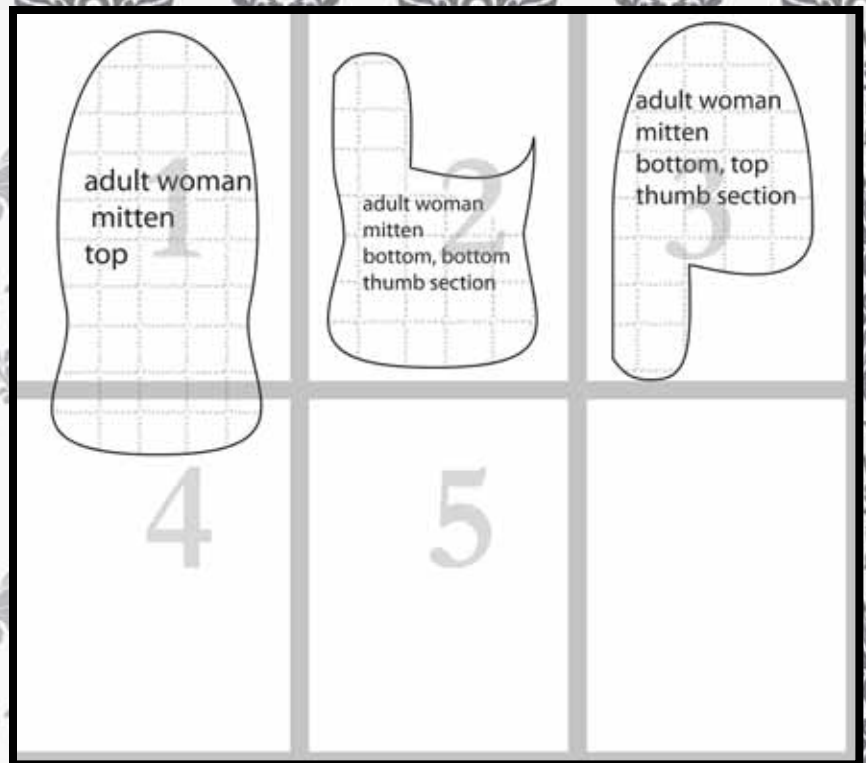 1
adult woman
mitten
top
2
adult woman
mitten
bottom, bottom
thumb section
3
adult woman
mitten
bottom, top
thumb section
4
5